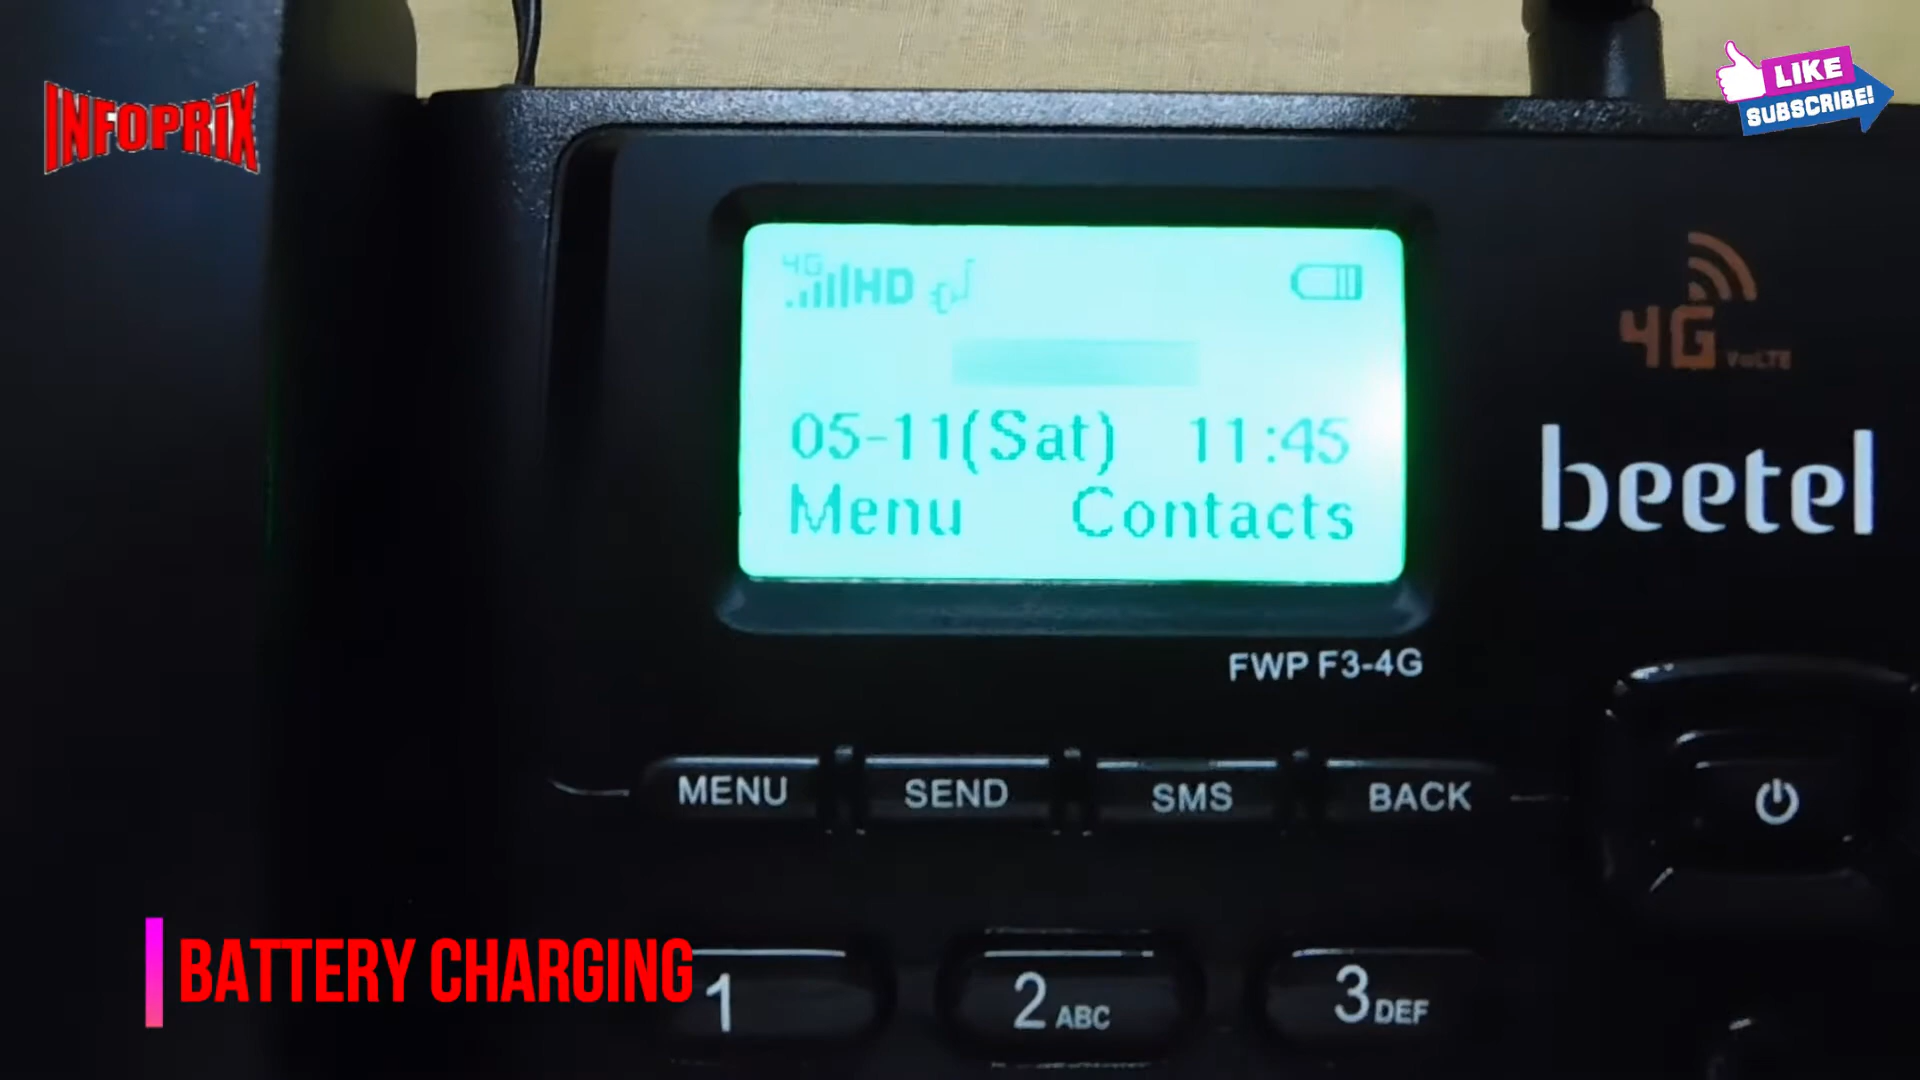 INFOPRiX
LIKE
SUBSCRIBE!
4G
HD
05-11(Sat) 11:45
Menu Contacts
4G VoLTE
beetel
FWP F3-4G
MENU SEND SMS BACK
BATTERY CHARGING
1 2 ABC 3 DEF